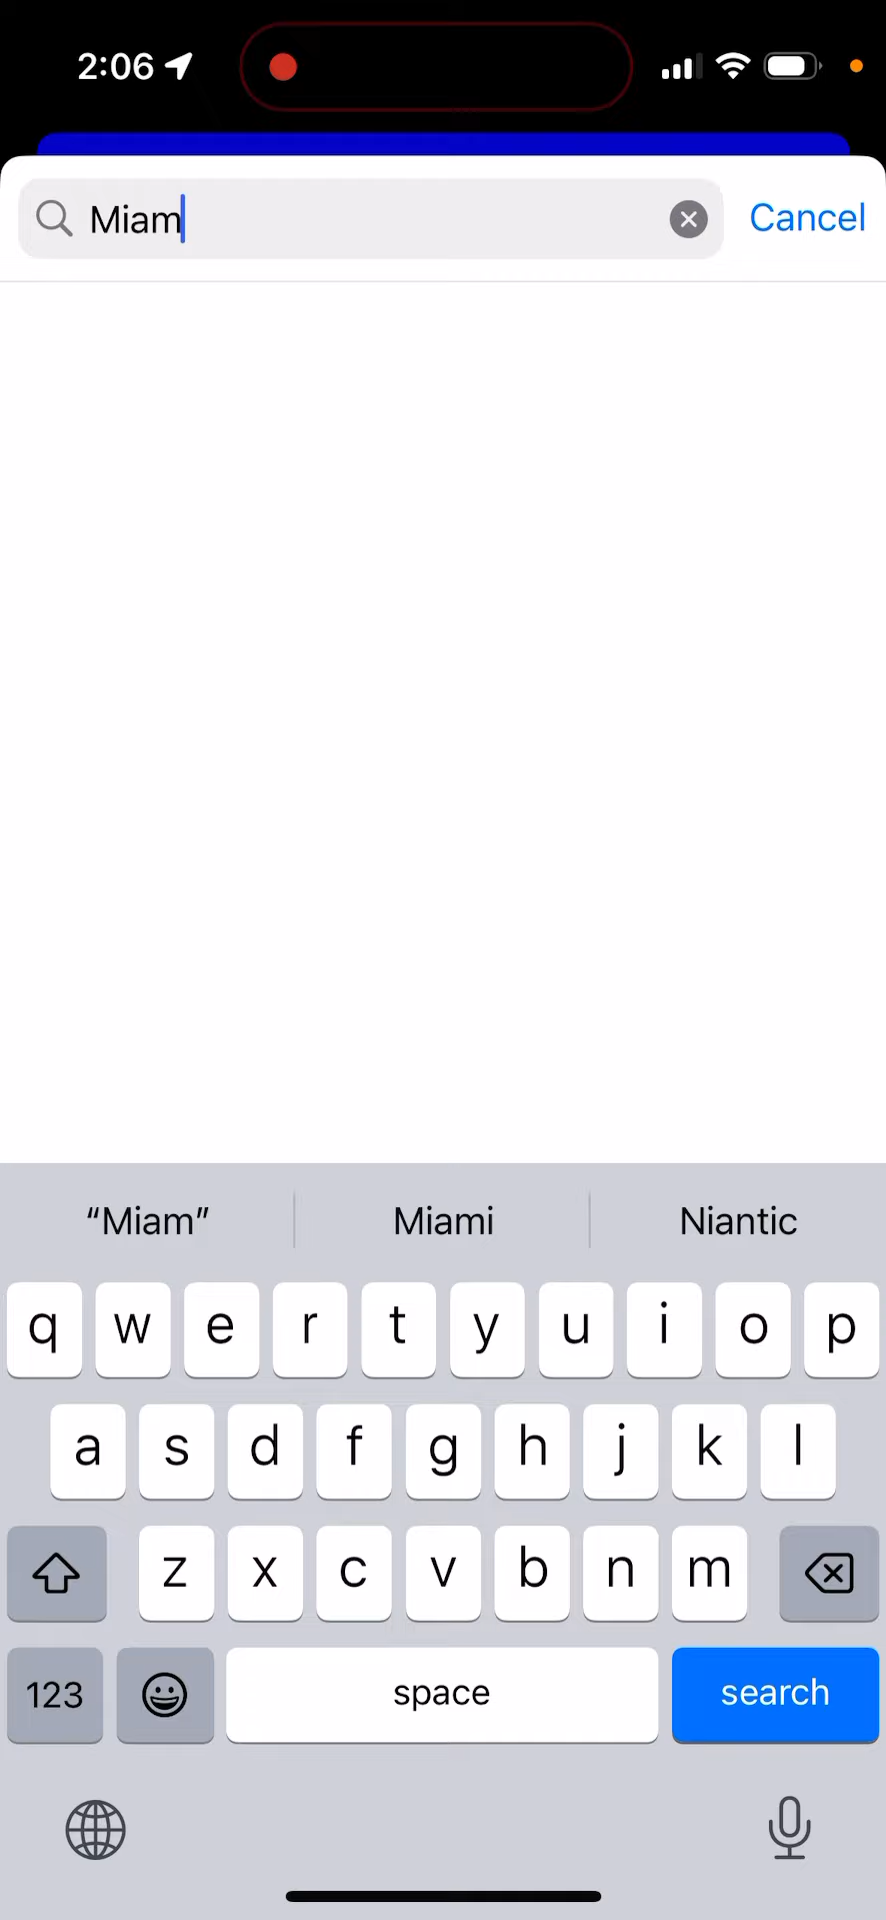 2:06
Miam
Cancel
“Miam” Miami Niantic
q w e r t y u i o p
a s d f g h j k l
z x c v b n m
123 space search